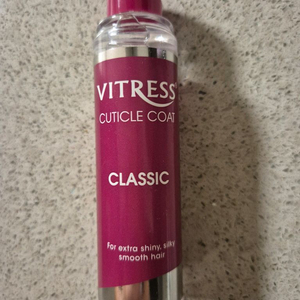 VITRESS
CUTICLE COAT
CLASSIC
For extra shiny, silky
smooth hair